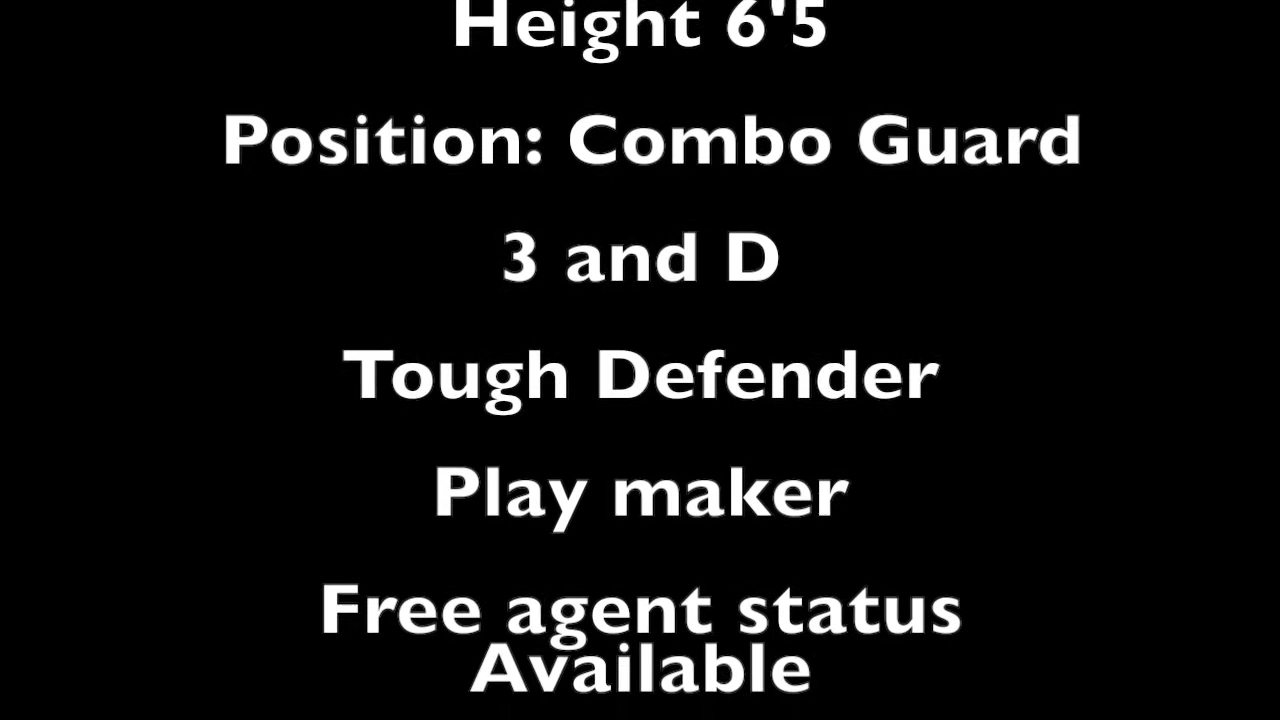 Height 6'5
Position: Combo Guard
3 and D
Tough Defender
Play maker
Free agent status
Available